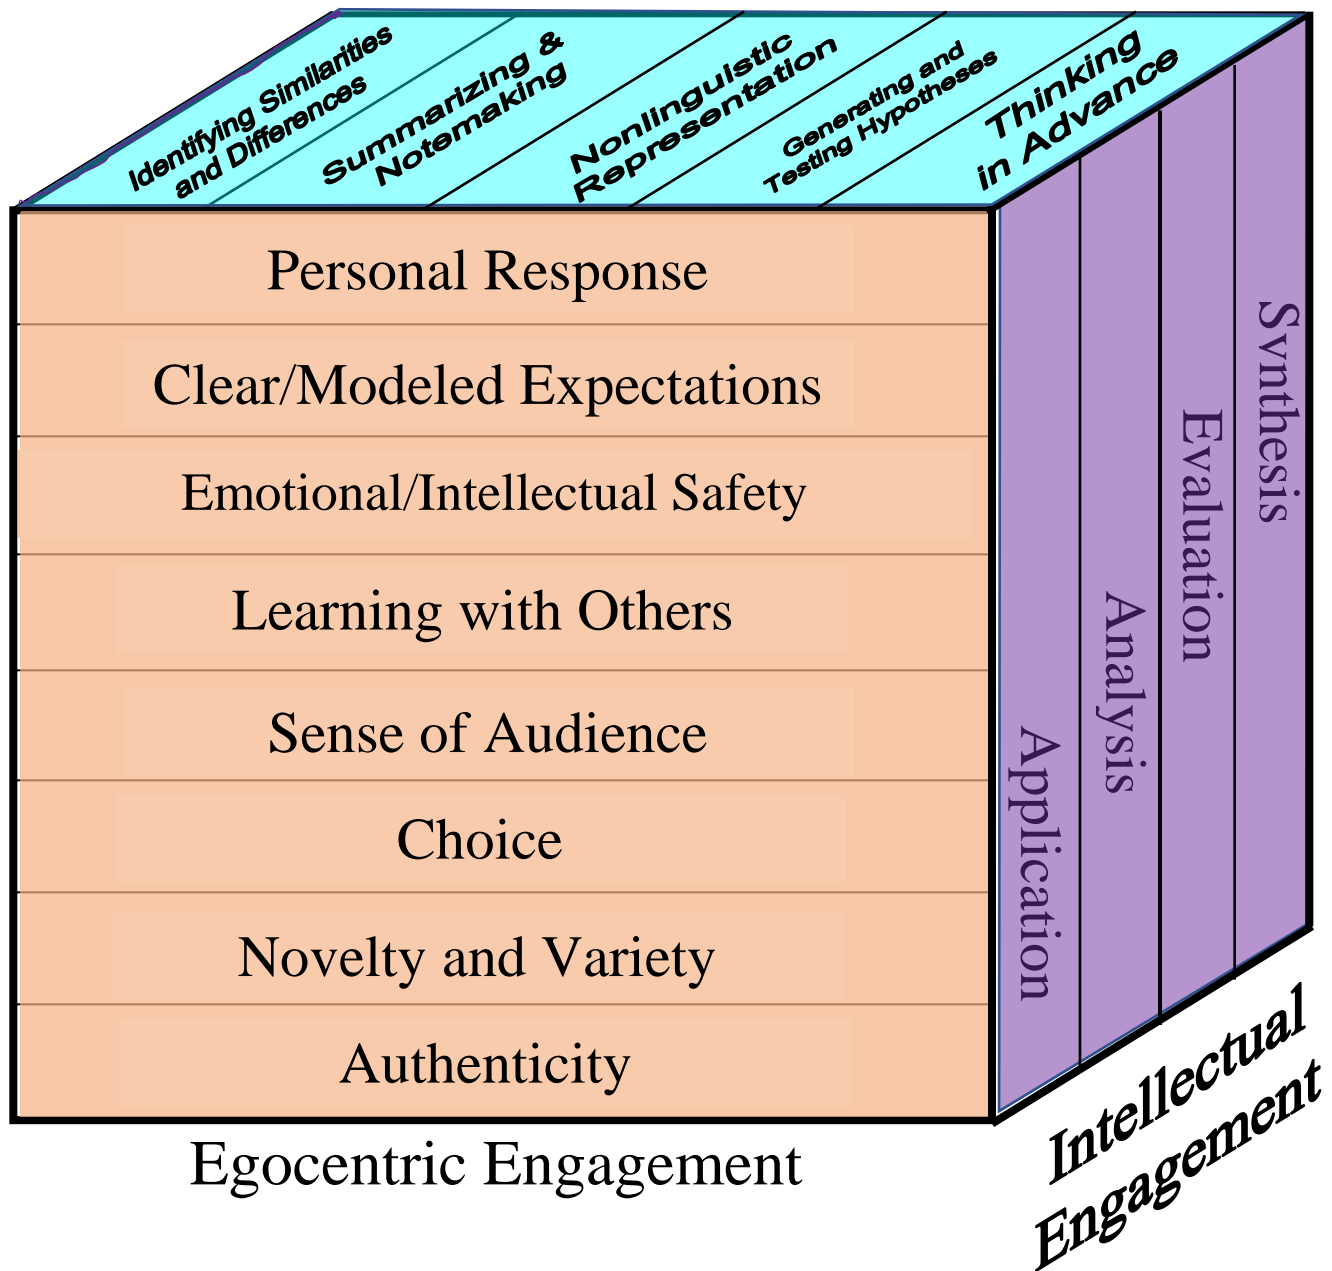 Identifying Similarities
and Differences
Summarizing &
Notemaking
Nonlinguistic
Representation
Generating and
Testing Hypotheses
Thinking
in Advance
Personal Response
Clear/Modeled Expectations
Emotional/Intellectual Safety
Learning with Others
Sense of Audience
Choice
Novelty and Variety
Authenticity
Application
Analysis
Evaluation
Synthesis
Egocentric Engagement
Intellectual
Engagement